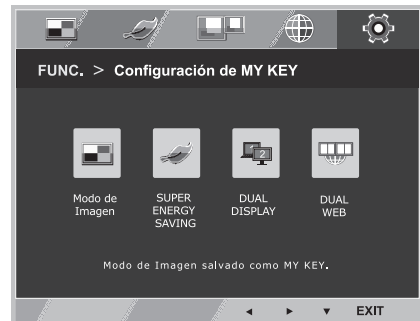 FUNC. > Configuración de MY KEY
Modo de
Imagen
SUPER
ENERGY
SAVING
2
DUAL
DISPLAY
DUAL
WEB
Modo de Imagen salvado como MY KEY.
◄ ► ▼ EXIT